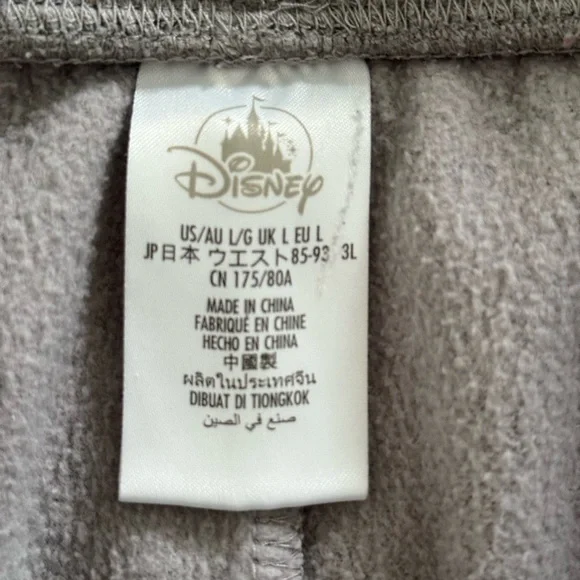 Disney
US/AU L/G UK L EU L
JP日本 ウエスト85-93 3L
CN 175/80A
MADE IN CHINA
FABRIQUÉ EN CHINE
HECHO EN CHINA
中國製
ผลิตในประเทศจีน
DIBUAT DI TIONGKOK
صنع في الصين